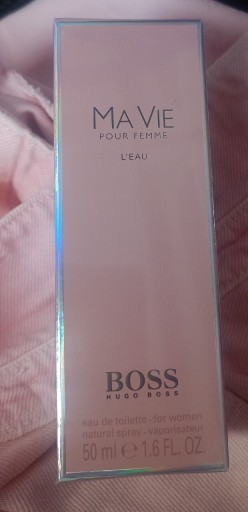 MA VIE
POUR FEMME
L'EAU
BOSS
HUGO BOSS
eau de toilette - for women
natural spray - vaporisateur
50 ml ℮ 1.6 FL. OZ.